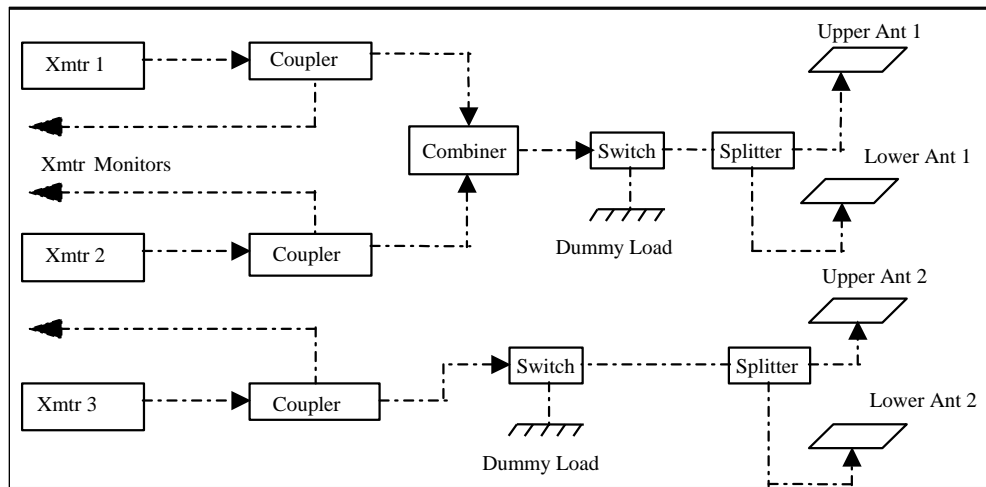 Upper Ant 1
Xmtr 1
Coupler
Combiner
Switch
Splitter
Lower Ant 1
Xmtr Monitors
Dummy Load
Xmtr 2
Coupler
Upper Ant 2
Switch
Splitter
Xmtr 3
Coupler
Lower Ant 2
Dummy Load